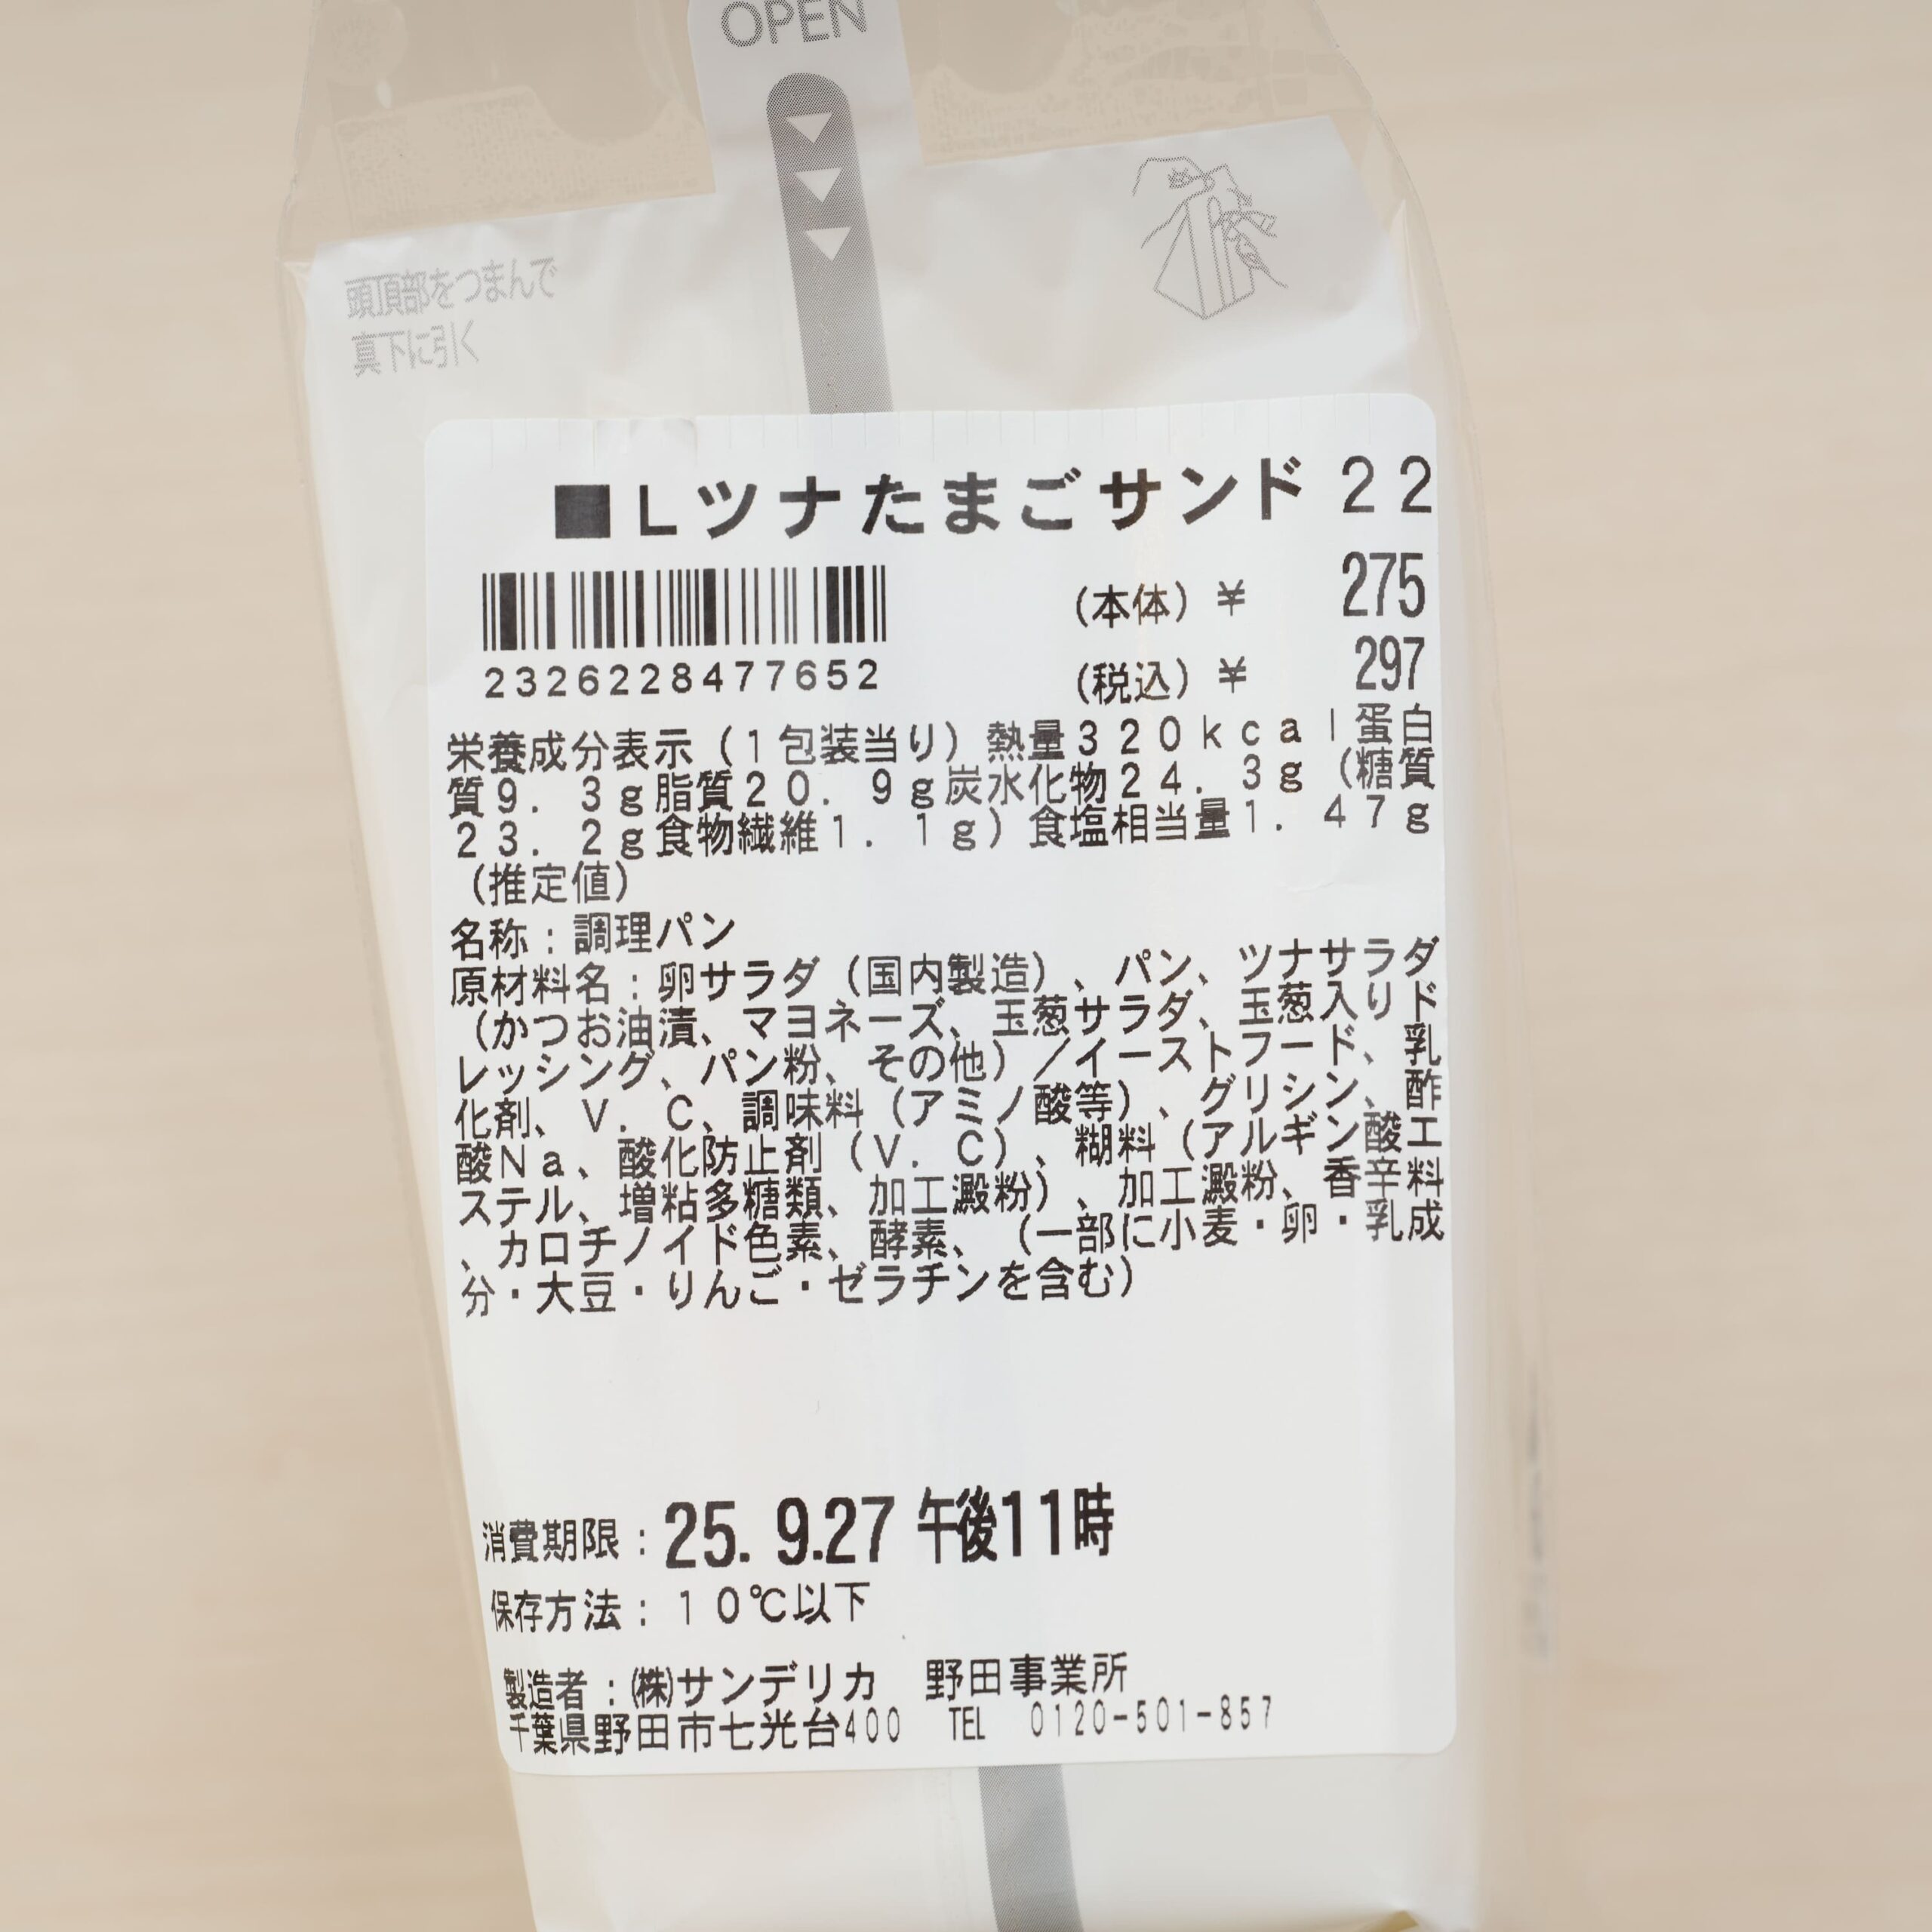 OPEN
頭頂部をつまんで
真下に引く
■Lツナたまごサンド22
(本体)¥ 275
2326228477652
(税込)¥ 297
栄養成分表示(1包装当り)熱量320kcal蛋白
質9.3g脂質20.9g炭水化物24.3g(糖質
23.2g食物繊維1.1g)食塩相当量1.47g
(推定値)
名称:調理パン
原材料名:卵サラダ(国内製造)、パン、ツナサラダ
(かつお油漬、マヨネーズ、玉葱サラダ、玉葱入りド
レッシング、パン粉、その他)/イーストフード、乳
化剤、V.C、調味料(アミノ酸等)、グリシン、酢
酸Na、酸化防止剤(V.C)、糊料(アルギン酸エ
ステル、増粘多糖類、加工澱粉)、加工澱粉、香辛料
、カロチノイド色素、酵素、(一部に小麦・卵・乳成
分・大豆・りんご・ゼラチンを含む)
消費期限:25.9.27午後11時
保存方法:10℃以下
製造者:(株)サンデリカ 野田事業所
千葉県野田市七光台400 TEL 0120-501-857